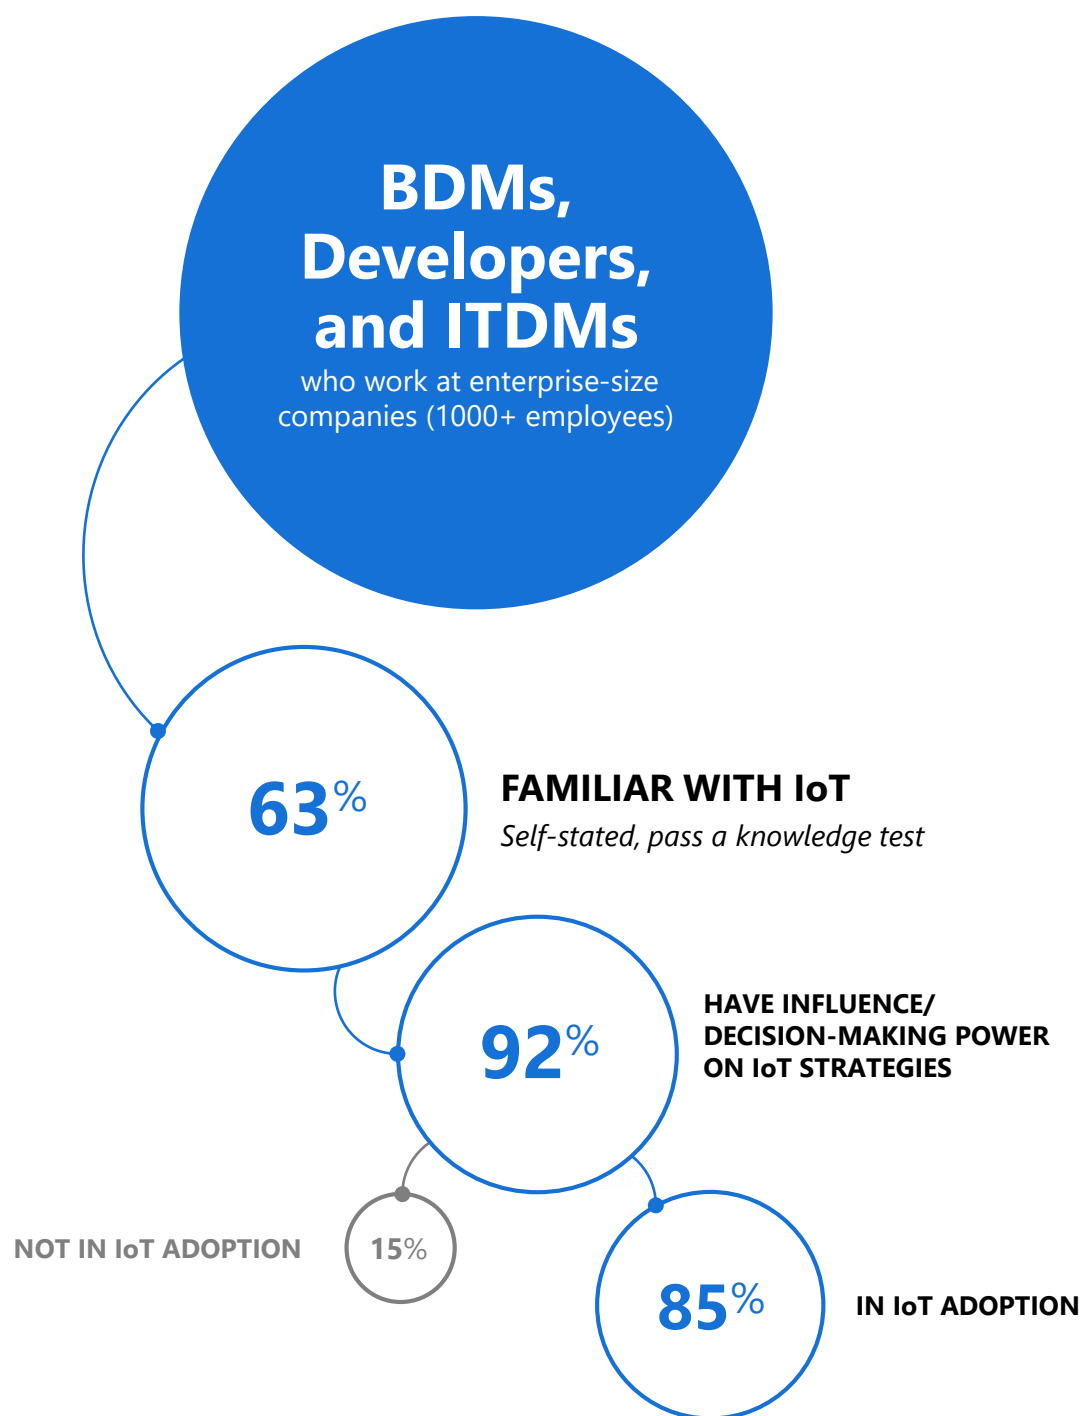 BDMs,
Developers,
and ITDMs
who work at enterprise-size
companies (1000+ employees)
63%
FAMILIAR WITH IoT
Self-stated, pass a knowledge test
92%
HAVE INFLUENCE/
DECISION-MAKING POWER
ON IoT STRATEGIES
NOT IN IoT ADOPTION
15%
85%
IN IoT ADOPTION